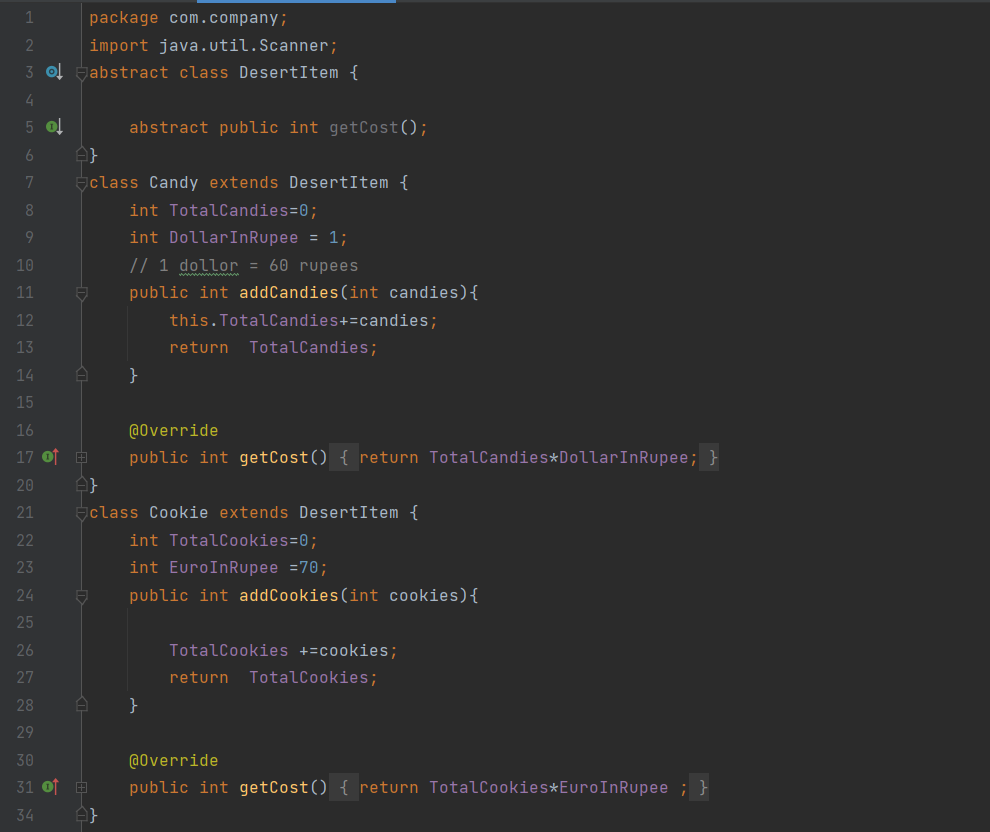 1 package com.company;
2 import java.util.Scanner;
3 abstract class DesertItem {
4
5     abstract public int getCost();
6 }
7 class Candy extends DesertItem {
8     int TotalCandies=0;
9     int DollarInRupee = 1;
10     // 1 dollor = 60 rupees
11     public int addCandies(int candies){
12         this.TotalCandies+=candies;
13         return  TotalCandies;
14     }
15
16     @Override
17     public int getCost() { return TotalCandies*DollarInRupee; }
20 }
21 class Cookie extends DesertItem {
22     int TotalCookies=0;
23     int EuroInRupee =70;
24     public int addCookies(int cookies){
25
26         TotalCookies +=cookies;
27         return  TotalCookies;
28     }
29
30     @Override
31     public int getCost() { return TotalCookies*EuroInRupee ; }
34 }